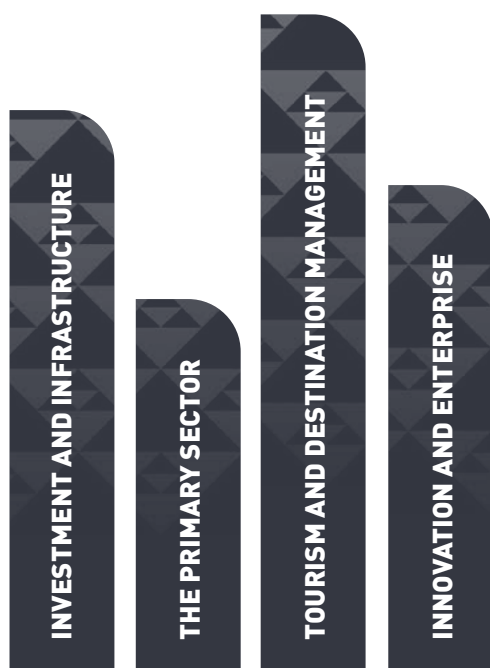 INVESTMENT AND INFRASTRUCTURE
THE PRIMARY SECTOR
TOURISM AND DESTINATION MANAGEMENT
INNOVATION AND ENTERPRISE